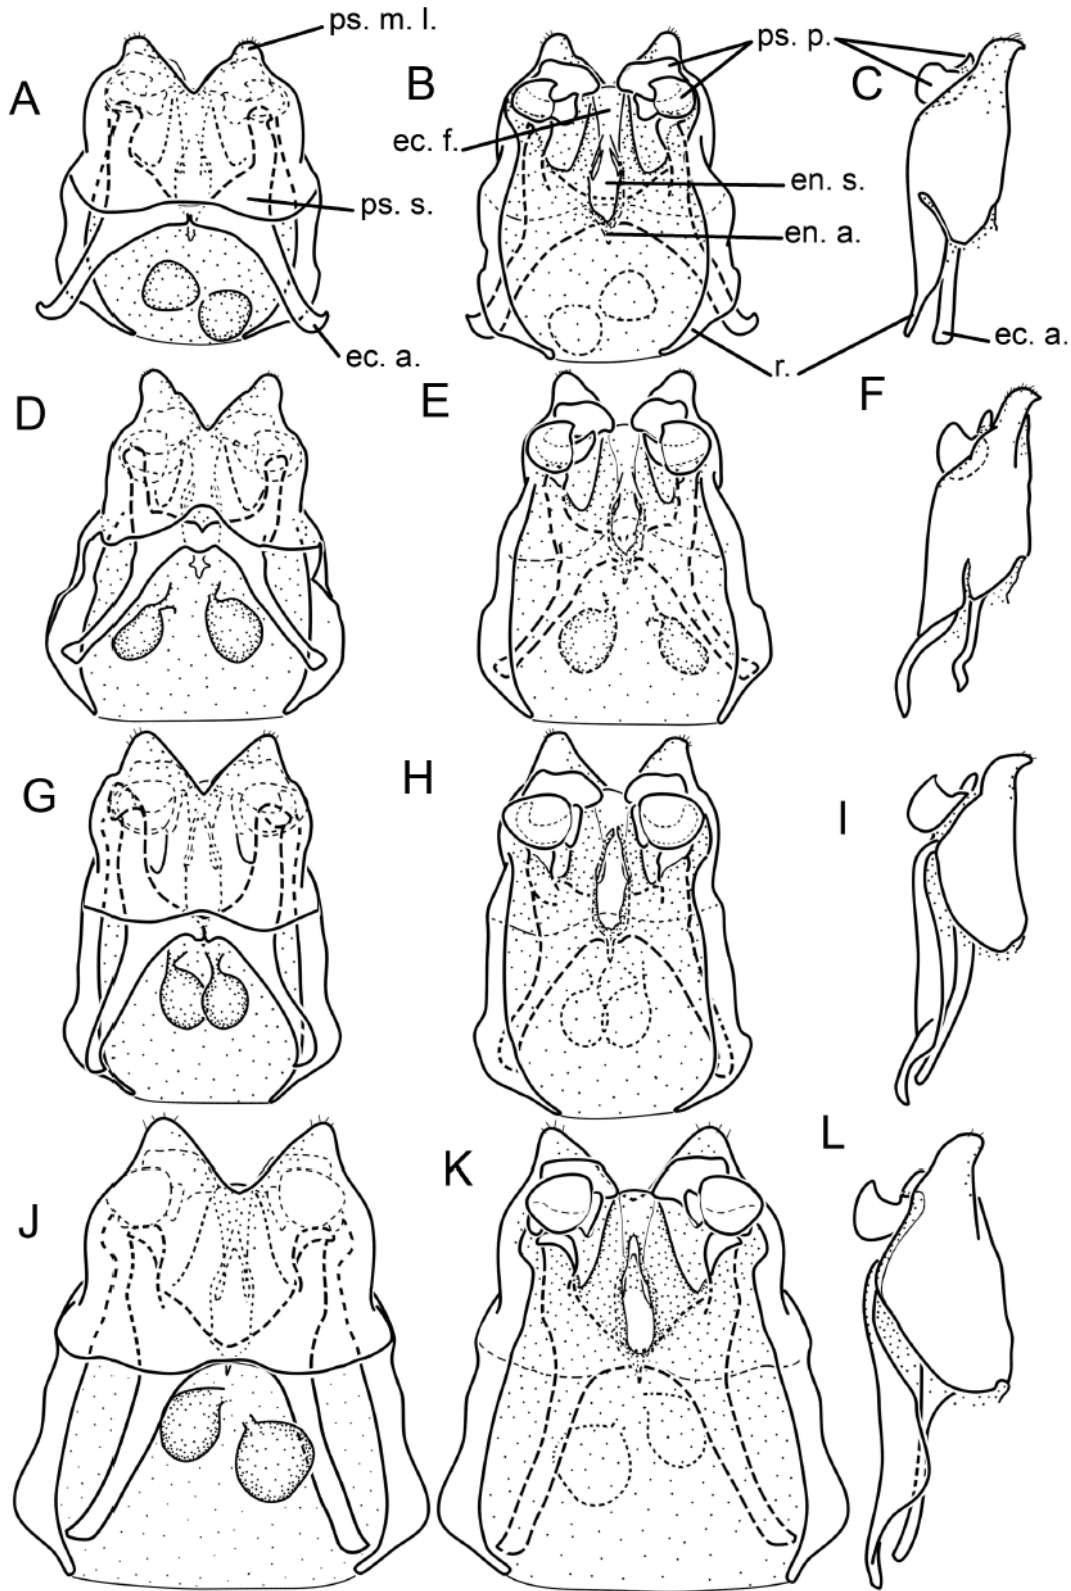 ps. m. l.
A
B
ps. p.
C
ec. f.
ps. s.
en. s.
en. a.
ec. a.
r.
ec. a.
D
E
F
G
H
I
J
K
L